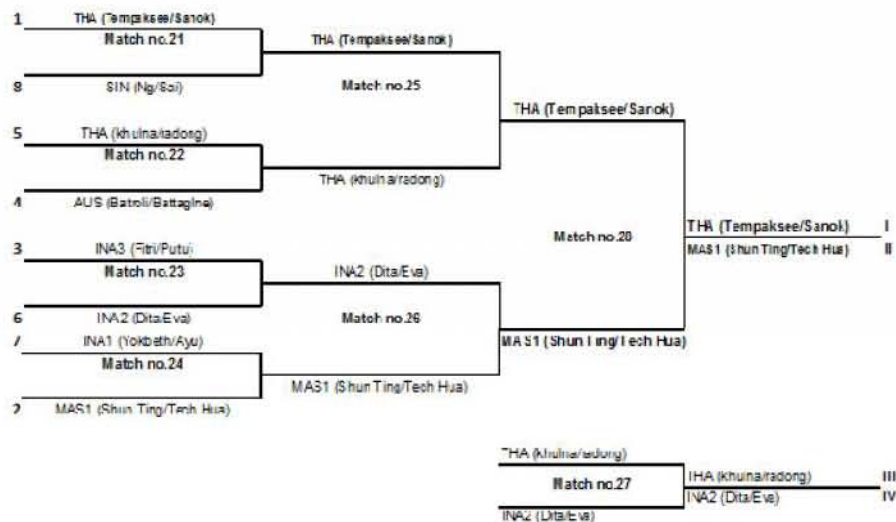 1 THA (Tempaksee/Sanok)
Match no.21
8 SIN (Ng/Sai)
THA (Tempaksee/Sanok)
Match no.25
THA (khulna/radong)
5 THA (khulna/radong)
Match no.22
4 AUS (Batroli/Battagline)
THA (Tempaksee/Sanok)
Match no.28
MAS1 (Shun Ting/Tech Hua)
THA (Tempaksee/Sanok) I
MAS1 (Shun Ting/Tech Hua) II
3 INA3 (Fitri/Putu)
Match no.23
6 INA2 (Dita/Eva)
INA2 (Dita/Eva)
Match no.26
MAS1 (Shun Ting/Tech Hua)
7 INA1 (Yokbeth/Ayu)
Match no.24
2 MAS1 (Shun Ting/Tech Hua)
THA (khulna/radong)
Match no.27
INA2 (Dita/Eva)
THA (khulna/radong) III
INA2 (Dita/Eva) IV